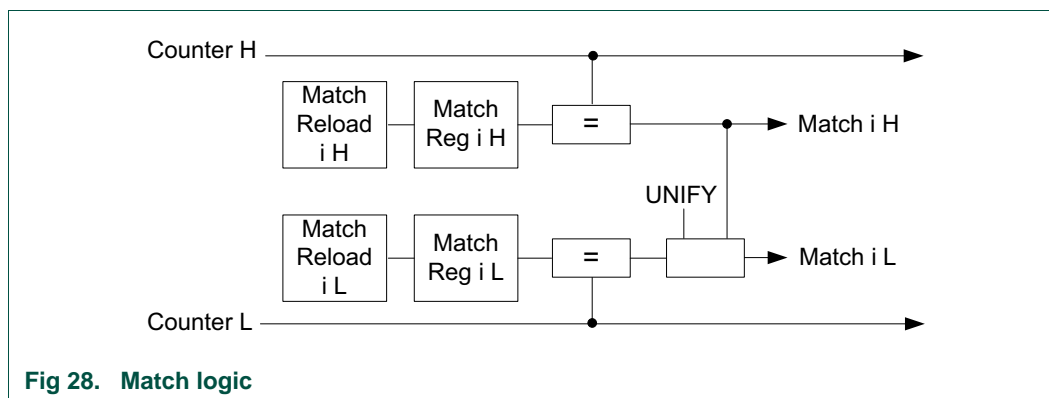 Counter H
Match
Reload
i H
Match
Reg i H
=
Match i H
UNIFY
Match
Reload
i L
Match
Reg i L
=
Match i L
Counter L
Fig 28. Match logic